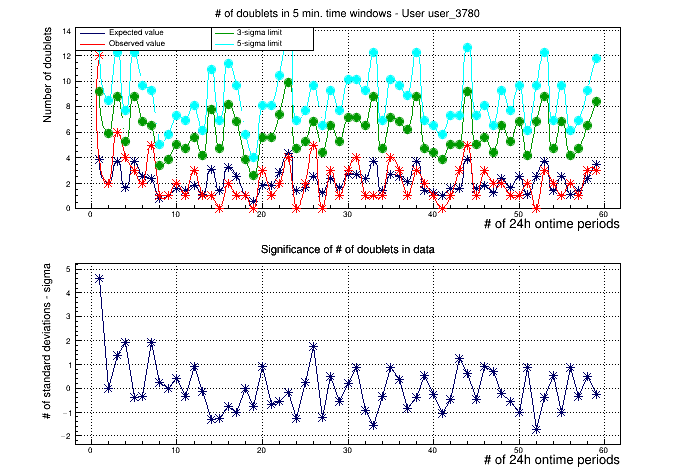 # of doublets in 5 min. time windows - User user_3780
Number of doublets
14
12
10
8
6
4
2
0
Expected value
Observed value
3-sigma limit
5-sigma limit
0 10 20 30 40 50 60
# of 24h ontime periods
Significance of # of doublets in data
# of standard deviations - sigma
5
4
3
2
1
0
-1
-2
0 10 20 30 40 50 60
# of 24h ontime periods